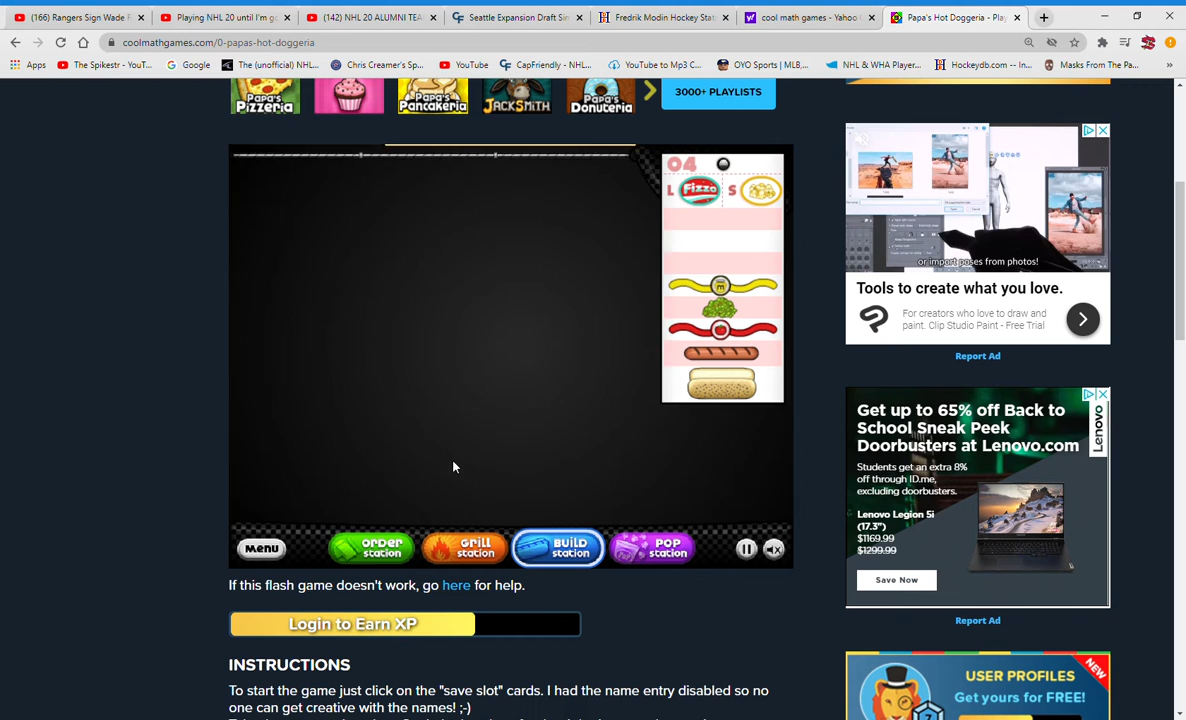 (166) Rangers Sign Wade R
Playing NHL 20 until I'm go
(142) NHL 20 ALUMNI TEA
Seattle Expansion Draft Sim
Fredrik Modin Hockey Stat
cool math games - Yahoo
Papa's Hot Doggeria - Play
coolmathgames.com/0-papas-hot-doggeria
Apps
The Spikestr - YouT...
Google
The (unofficial) NHL...
Chris Creamer's Sp...
YouTube
CapFriendly - NHL...
YouTube to Mp3 C...
OYO Sports | MLB,...
NHL & WHA Player...
Hockeydb.com -- In...
Masks From The Pa...
Papa's Pizzeria
Papa's Pancakeria
JACKSMITH
Papa's Donuteria
3000+ PLAYLISTS
04
L Fizzo S
m
menu
ORDER station
GRILL station
BUILD station
POP station
If this flash game doesn't work, go here for help.
Login to Earn XP
INSTRUCTIONS
To start the game just click on the "save slot" cards. I had the name entry disabled so no
one can get creative with the names! ;-)
or import poses from photos!
Tools to create what you love.
For creators who love to draw and
paint. Clip Studio Paint - Free Trial
Report Ad
Get up to 65% off Back to
School Sneak Peek
Doorbusters at Lenovo.com
Students get an extra 8%
off through ID.me,
excluding doorbusters.
Lenovo Legion 5i
(17.3")
$1169.99
$1299.99
Save Now
Lenovo
Report Ad
NEW
USER PROFILES
Get yours for FREE!